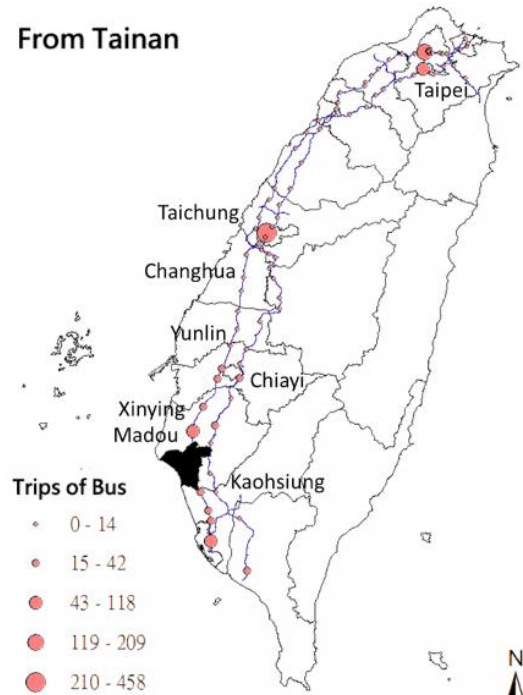 From Tainan
Taipei
Taichung
Changhua
Yunlin
Chiayi
Xinying
Madou
Kaohsiung
Trips of Bus
0 - 14
15 - 42
43 - 118
119 - 209
210 - 458
N